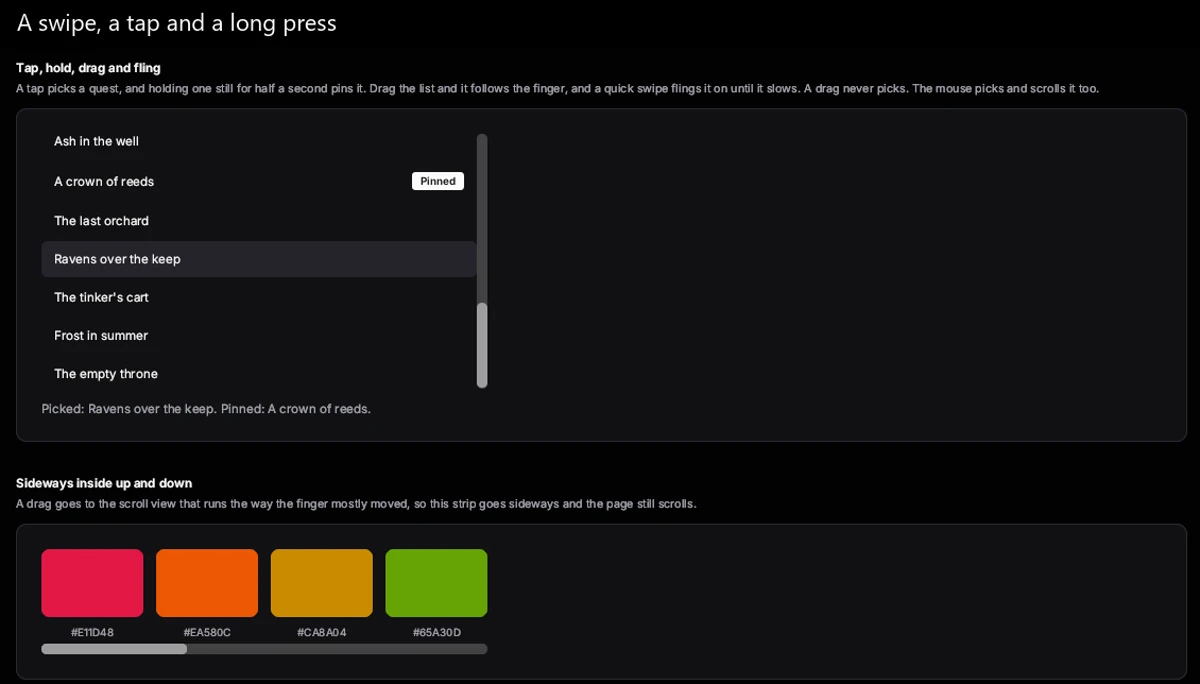 A swipe, a tap and a long press
Tap, hold, drag and fling
A tap picks a quest, and holding one still for half a second pins it. Drag the list and it follows the finger, and a quick swipe flings it on until it slows. A drag never picks. The mouse picks and scrolls it too.
Ash in the well
A crown of reeds Pinned
The last orchard
Ravens over the keep
The tinker's cart
Frost in summer
The empty throne
Picked: Ravens over the keep. Pinned: A crown of reeds.
Sideways inside up and down
A drag goes to the scroll view that runs the way the finger mostly moved, so this strip goes sideways and the page still scrolls.
#E11D48 #EA580C #CA8A04 #65A30D